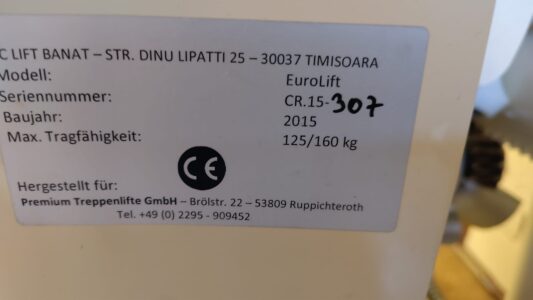 C LIFT BANAT – STR. DINU LIPATTI 25 – 30037 TIMISOARA
Modell: EuroLift
Seriennummer: CR.15-307
Baujahr: 2015
Max. Tragfähigkeit: 125/160 kg
CE
Hergestellt für:
Premium Treppenlifte GmbH – Brölstr. 22 – 53809 Ruppichteroth
Tel. +49 (0) 2295 - 909452